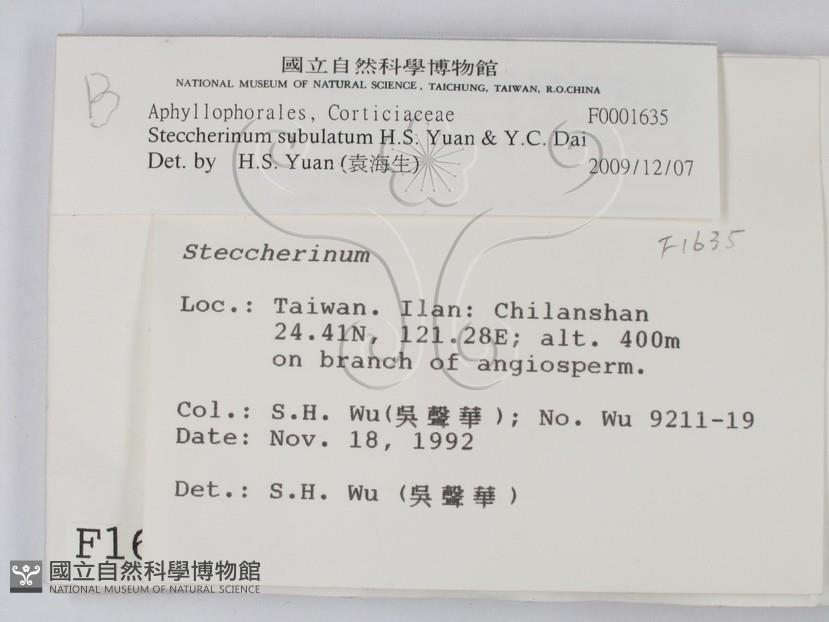 B
國立自然科學博物館
NATIONAL MUSEUM OF NATURAL SCIENCE, TAICHUNG, TAIWAN, R.O.CHINA
Aphyllophorales, Corticiaceae F0001635
Steccherinum subulatum H.S. Yuan & Y.C. Dai
Det. by H.S. Yuan (袁海生) 2009/12/07
F1635
Steccherinum
Loc.: Taiwan. Ilan: Chilanshan
24.41N, 121.28E; alt. 400m
on branch of angiosperm.
Col.: S.H. Wu(吳聲華); No. Wu 9211-19
Date: Nov. 18, 1992
Det.: S.H. Wu (吳聲華)
F16
國立自然科學博物館
NATIONAL MUSEUM OF NATURAL SCIENCE